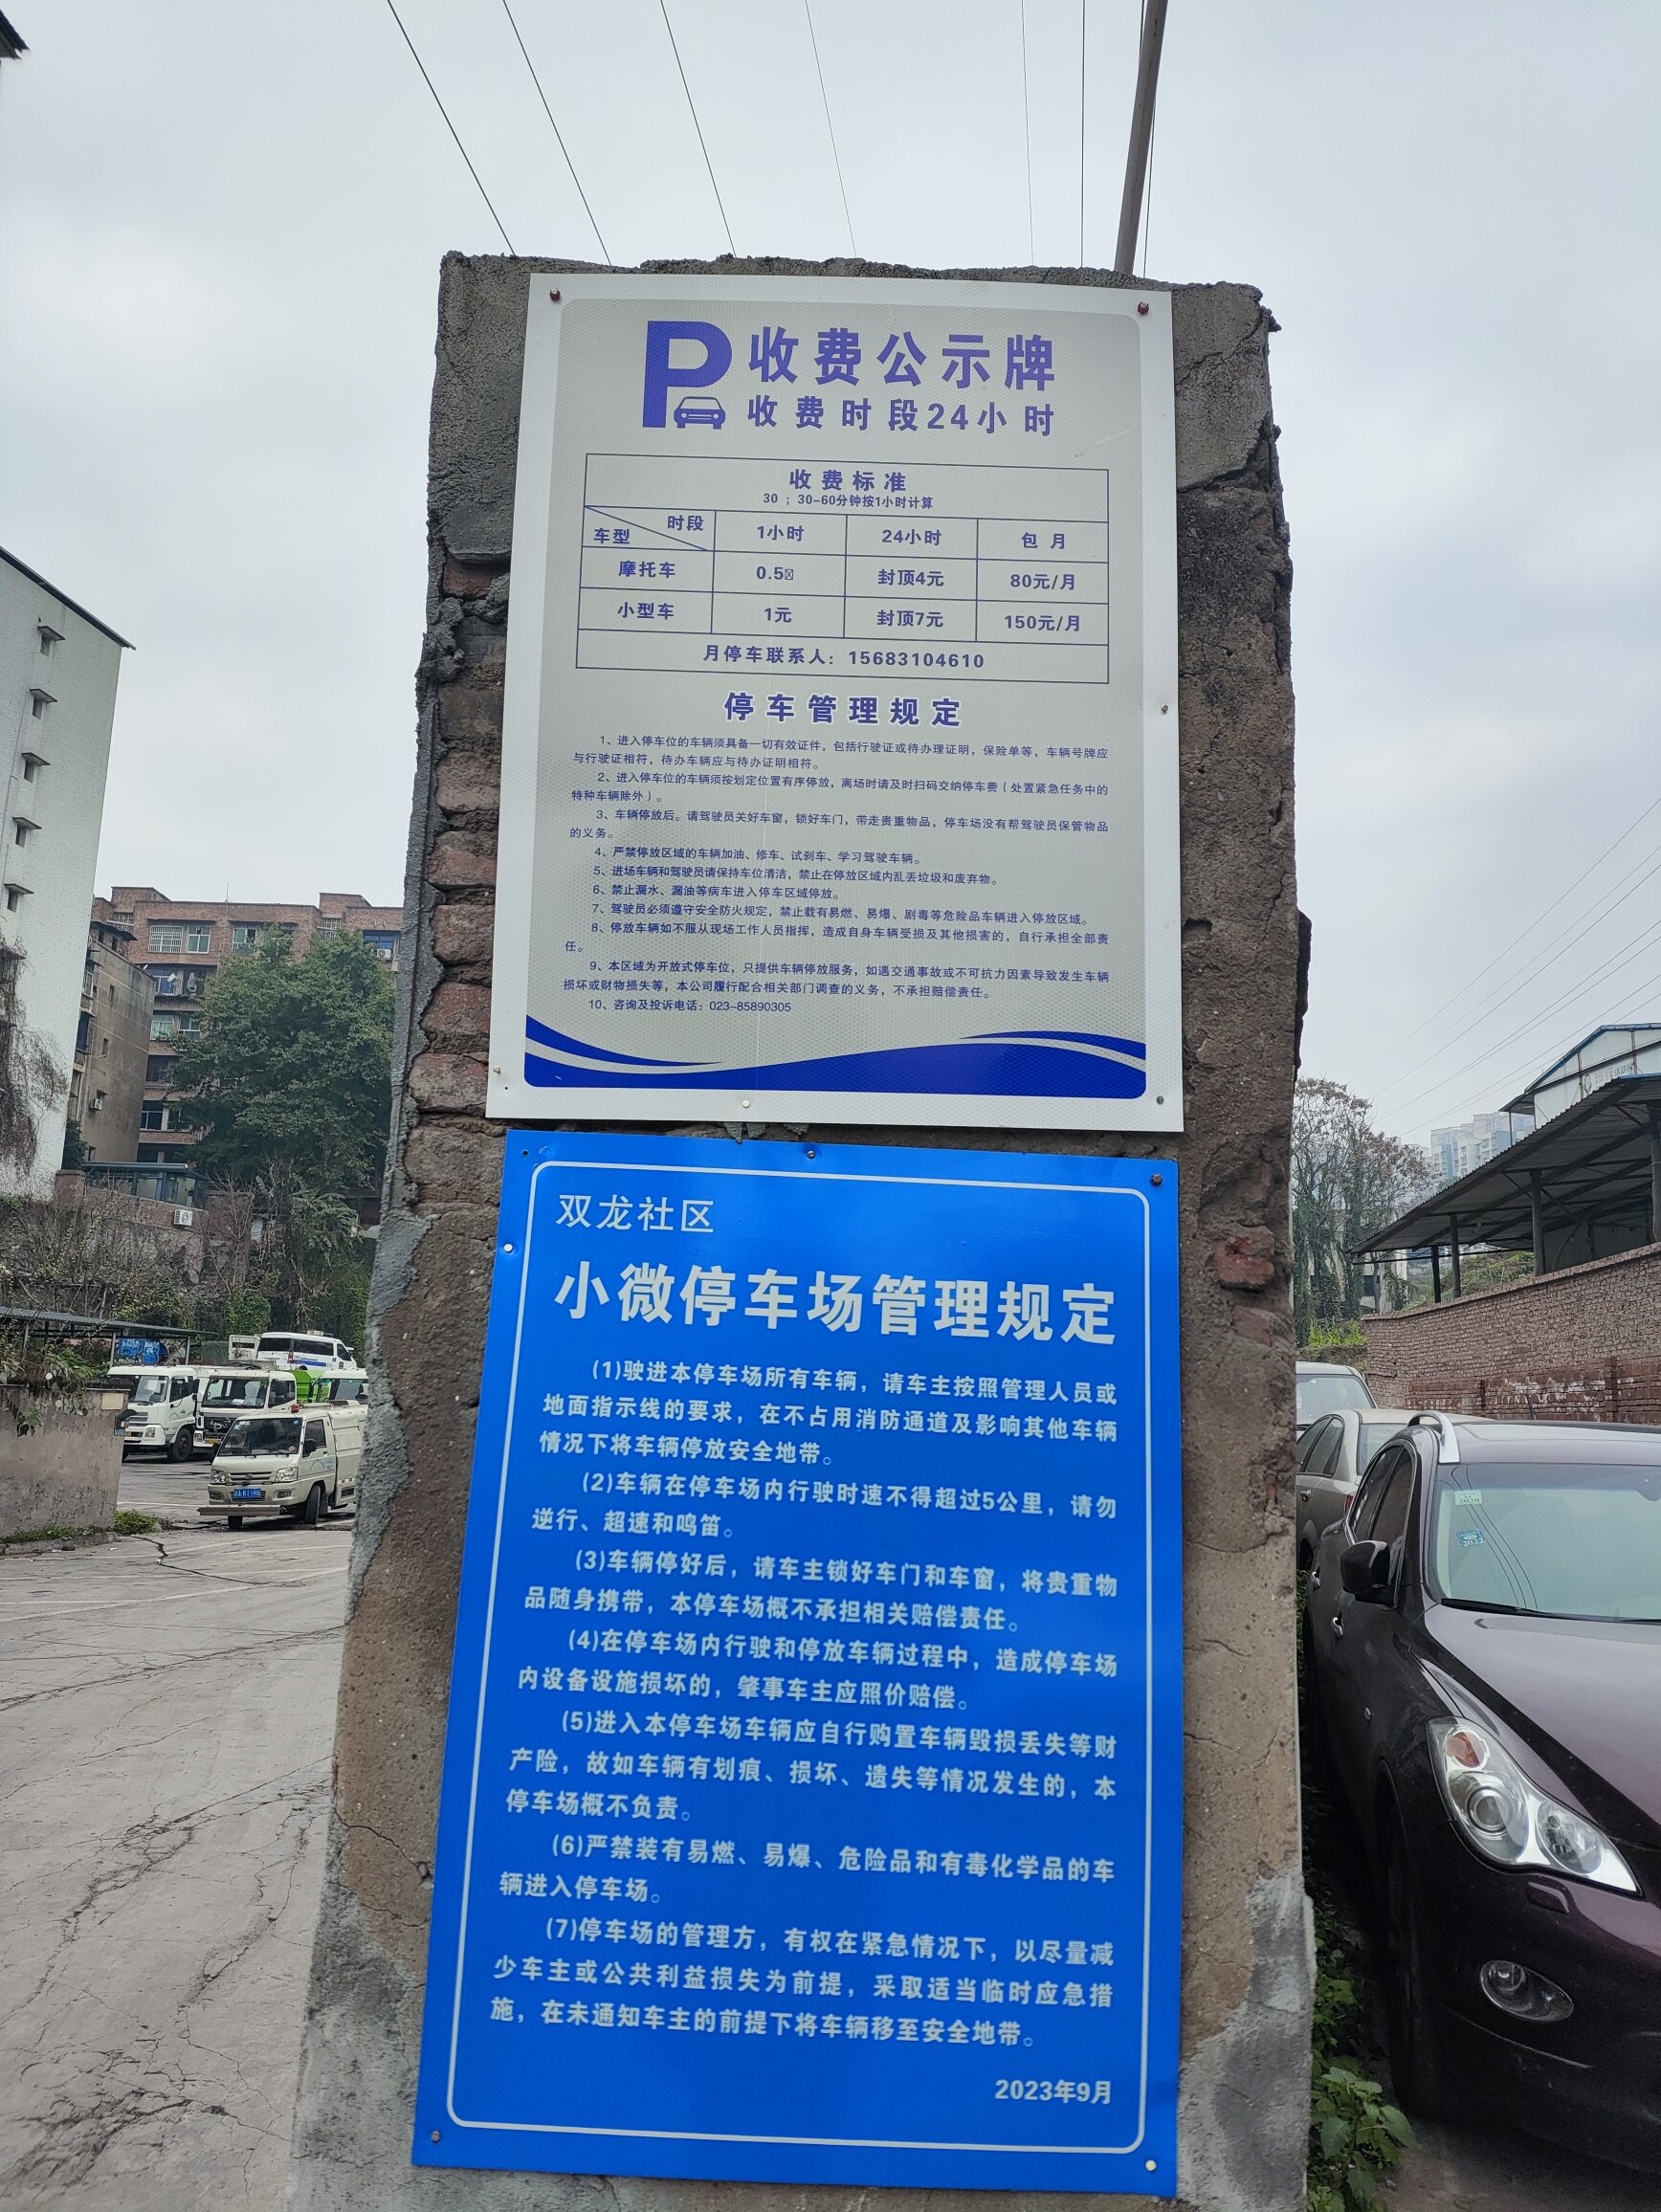 P 收费公示牌
收费时段24小时
收费标准
30 ; 30-60分钟按1小时计算
时段 车型 1小时 24小时 包月
摩托车 0.5 封顶4元 80元/月
小型车 1元 封顶7元 150元/月
月停车联系人: 15683104610
停车管理规定
1、进入停车位的车辆须具备一切有效证件，包括行驶证或待办理证明，保险单等，车辆号牌应
与行驶证相符，待办车辆应与待办证明相符。
2、进入停车位的车辆须按划定位置有序停放，离场时请及时扫码交纳停车费（处置紧急任务中的
特种车辆除外）。
3、车辆停放后。请驾驶员关好车窗，锁好车门，带走贵重物品，停车场没有帮驾驶员保管物品
的义务。
4、严禁停放区域的车辆加油、修车、试刹车、学习驾驶车辆。
5、进场车辆和驾驶员请保持车位清洁，禁止在停放区域内乱丢垃圾和废弃物。
6、禁止漏水、漏油等病车进入停车区域停放。
7、驾驶员必须遵守安全防火规定，禁止载有易燃、易爆、剧毒等危险品车辆进入停放区域。
8、停放车辆如不服从现场工作人员指挥，造成自身车辆受损及其他损害的，自行承担全部责
任。
9、本区域为开放式停车位，只提供车辆停放服务，如遇交通事故或不可抗力因素导致发生车辆
损坏或财物损失等，本公司履行配合相关部门调查的义务，不承担赔偿责任。
10、咨询及投诉电话：023-85890305
双龙社区
小微停车场管理规定
(1)驶进本停车场所有车辆，请车主按照管理人员或
地面指示线的要求，在不占用消防通道及影响其他车辆
情况下将车辆停放安全地带。
(2)车辆在停车场内行驶时速不得超过5公里，请勿
逆行、超速和鸣笛。
(3)车辆停好后，请车主锁好车门和车窗，将贵重物
品随身携带，本停车场概不承担相关赔偿责任。
(4)在停车场内行驶和停放车辆过程中，造成停车场
内设备设施损坏的，肇事车主应照价赔偿。
(5)进入本停车场车辆应自行购置车辆毁损丢失等财
产险，故如车辆有划痕、损坏、遗失等情况发生的，本
停车场概不负责。
(6)严禁装有易燃、易爆、危险品和有毒化学品的车
辆进入停车场。
(7)停车场的管理方，有权在紧急情况下，以尽量减
少车主或公共利益损失为前提，采取适当临时应急措
施，在未通知车主的前提下将车辆移至安全地带。
2023年9月